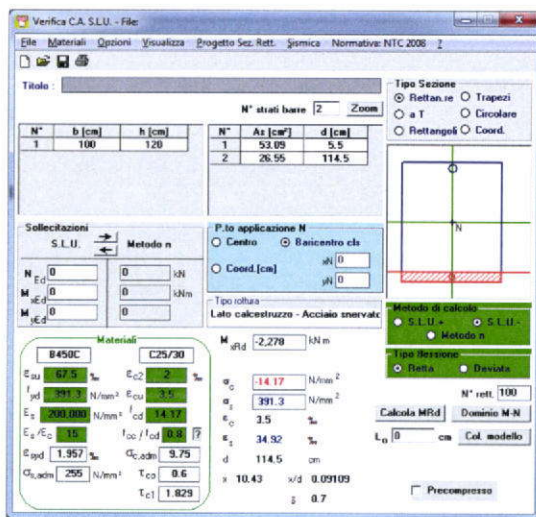 Verifica C.A. S.L.U. - File:
File Materiali Opzioni Visualizza Progetto Sez. Rett. Sismica Normativa: NTC 2008 ?
Titolo :
N° strati barre 2 Zoom
N° b [cm] h [cm]
1 100 120
N° As [cm²] d [cm]
1 53.09 5.5
2 26.55 114.5
Tipo Sezione
Rettan.re Trapezi
a T Circolare
Rettangoli Coord.
N
Sollecitazioni
S.L.U. Metodo n
N Ed 0 0 kN
M xEd 0 0 kNm
M yEd 0 0
P.to applicazione N
Centro Baricentro cls
Coord.[cm] xN 0
yN 0
Tipo rottura
Lato calcestruzzo - Acciaio snervato
Metodo di calcolo
S.L.U.+ S.L.U.-
Metodo n
Tipo flessione
Retta Deviata
N° rett. 100
Calcola MRd Dominio M-N
L₀ 0 cm Col. modello
Precompresso
Materiali
B450C C25/30
εsu 67.5 ‰ εc2 2 ‰
fyd 391.3 N/mm² εcu 3.5
Es 200,000 N/mm² fcd 14.17
Es/Ec 15 fcc/fcd 0.8 ?
εsyd 1.957 ‰ σc,adm 9.75
σs,adm 255 N/mm² τco 0.6
τc1 1.829
M xRd -2,278 kN m
σc -14.17 N/mm²
σs 391.3 N/mm²
εc 3.5 ‰
εs 34.92 ‰
d 114.5 cm
x 10.43 x/d 0.09109
δ 0.7